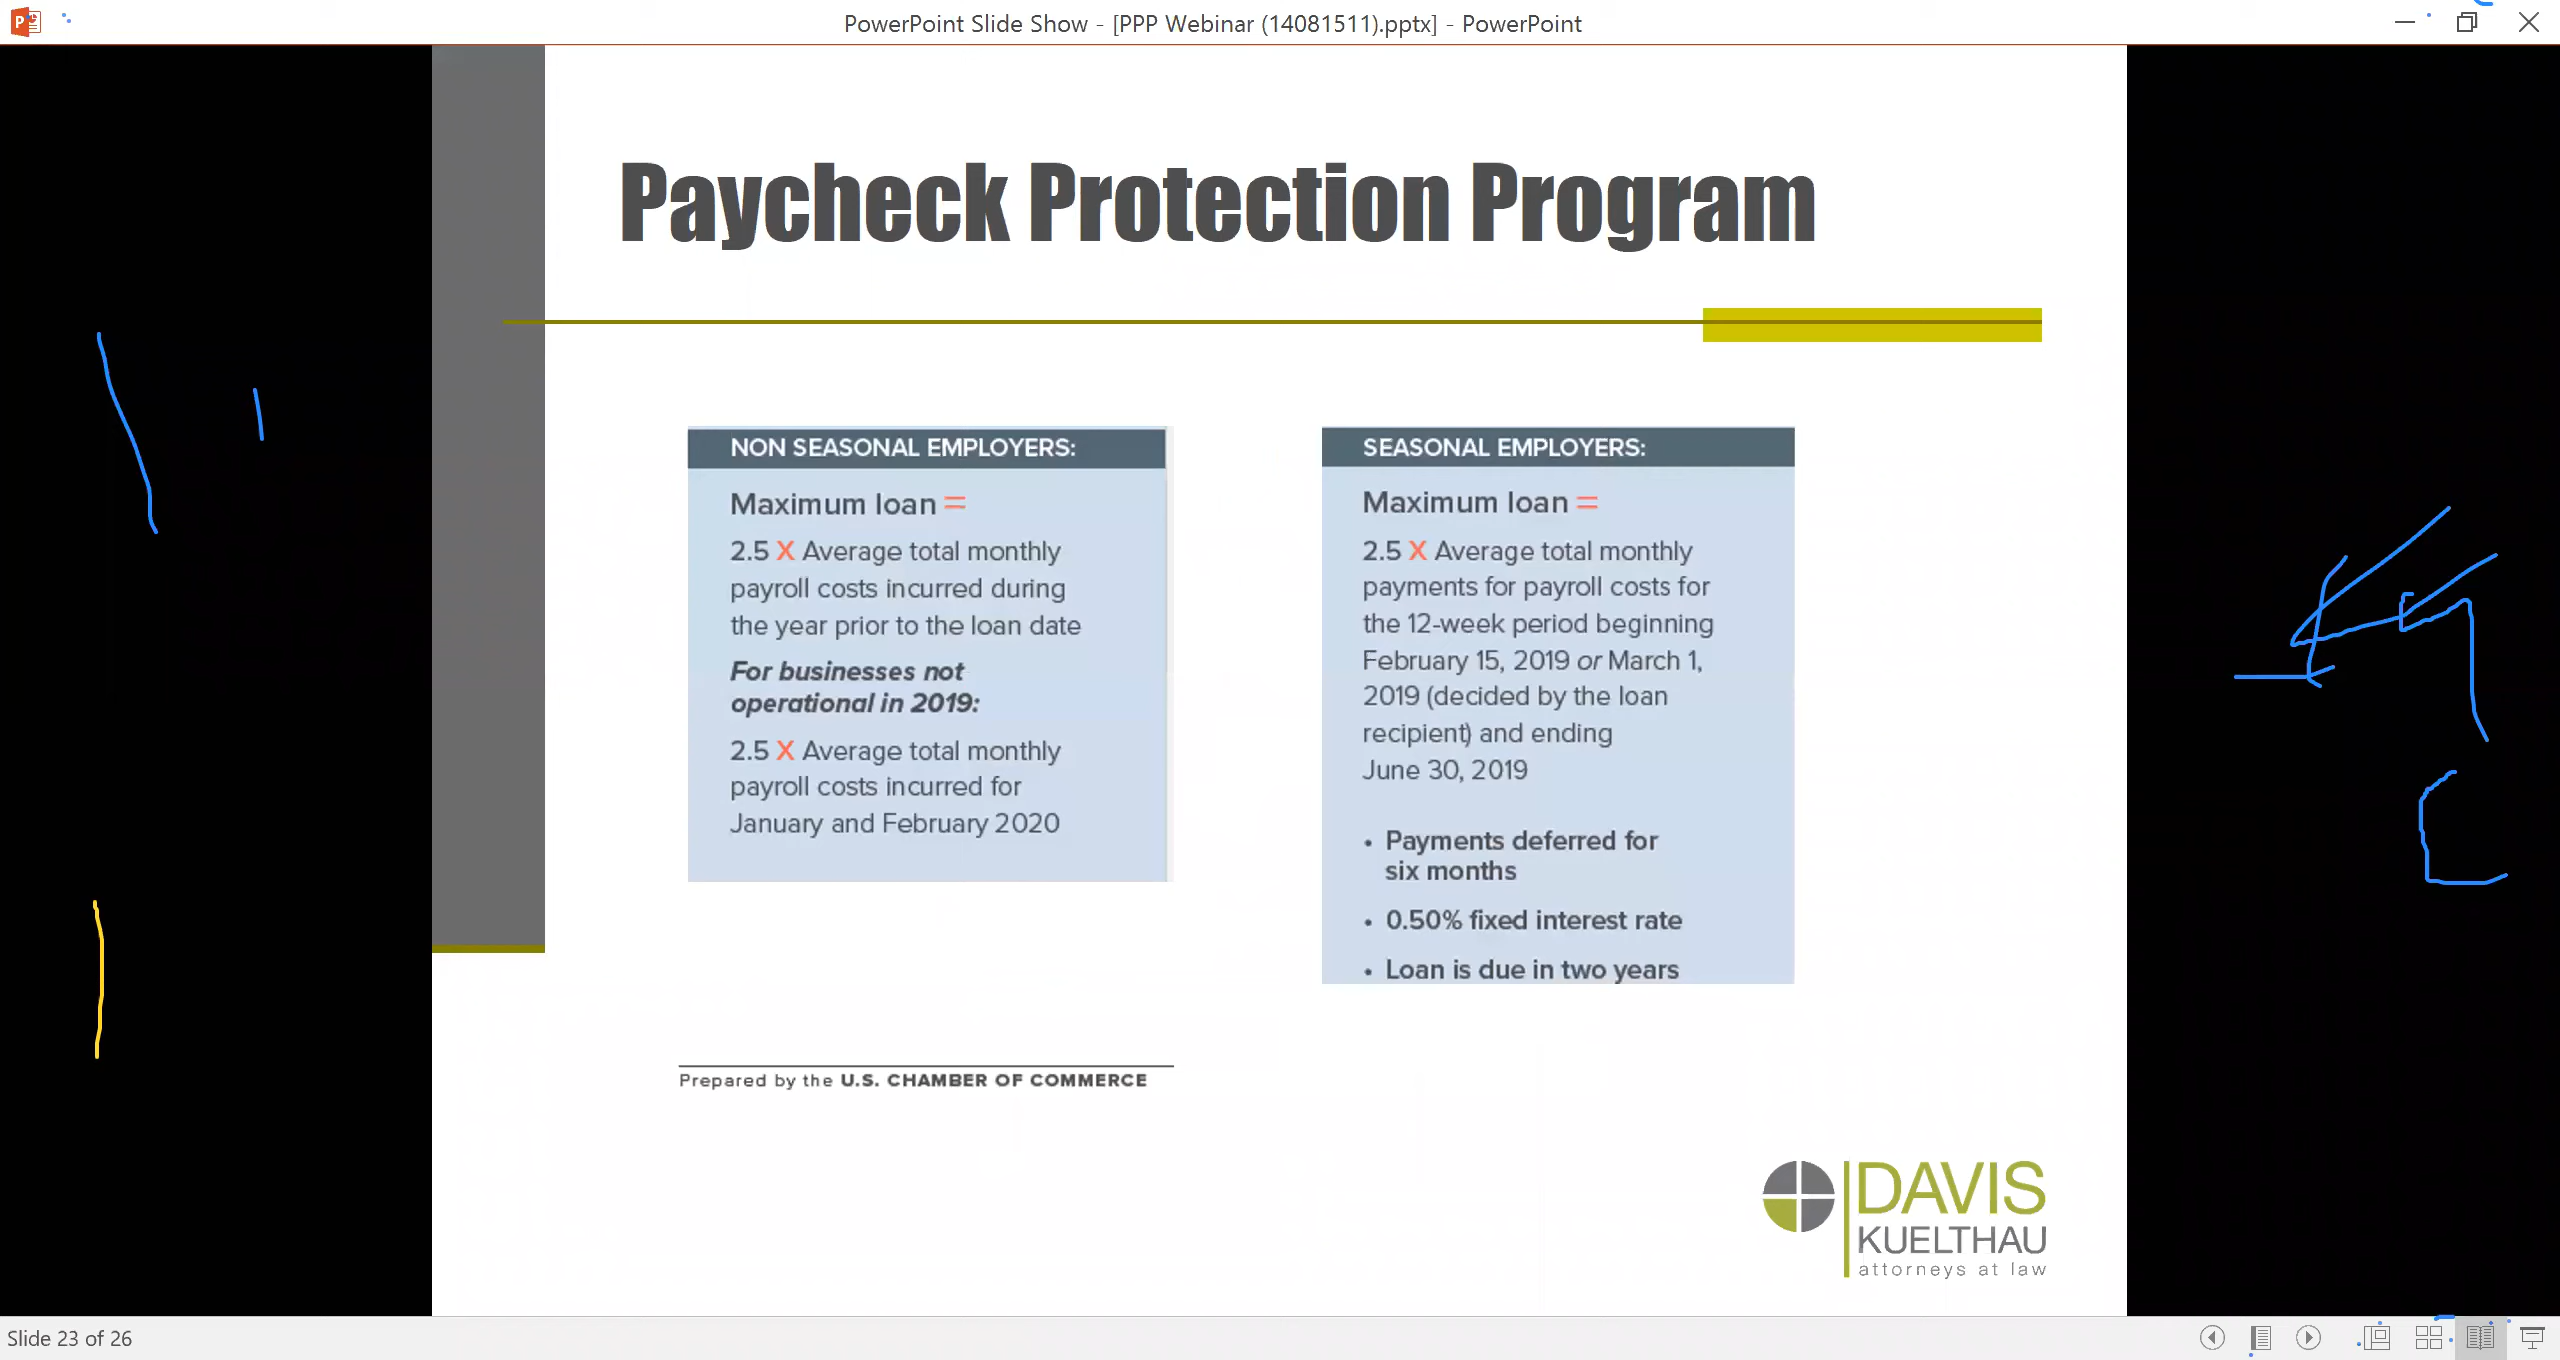 PowerPoint Slide Show - [PPP Webinar (14081511).pptx] - PowerPoint
Paycheck Protection Program
NON SEASONAL EMPLOYERS:
Maximum loan =
2.5 X Average total monthly
payroll costs incurred during
the year prior to the loan date
For businesses not
operational in 2019:
2.5 X Average total monthly
payroll costs incurred for
January and February 2020
SEASONAL EMPLOYERS:
Maximum loan =
2.5 X Average total monthly
payments for payroll costs for
the 12-week period beginning
February 15, 2019 or March 1,
2019 (decided by the loan
recipient) and ending
June 30, 2019
• Payments deferred for
six months
• 0.50% fixed interest rate
• Loan is due in two years
Prepared by the U.S. CHAMBER OF COMMERCE
DAVIS
KUELTHAU
attorneys at law
Slide 23 of 26